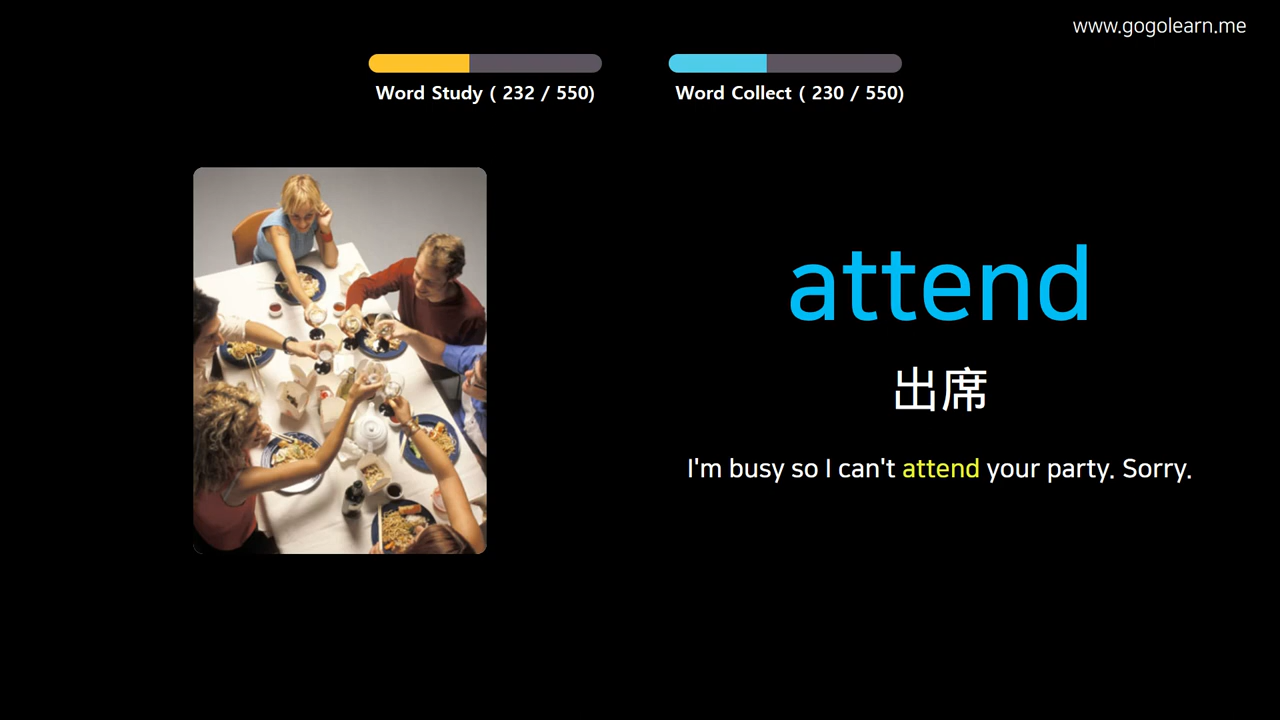 www.gogolearn.me
Word Study ( 232 / 550)
Word Collect ( 230 / 550)
attend
出席
I'm busy so I can't attend your party. Sorry.